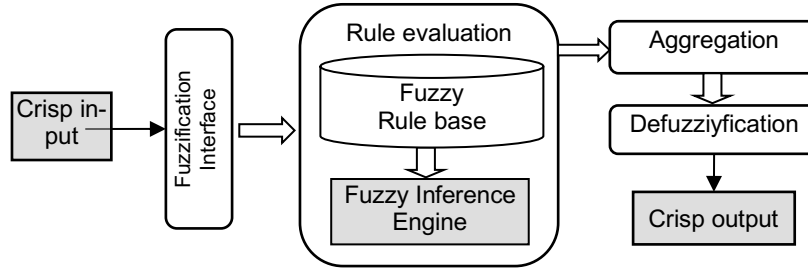 Crisp in-
put
Fuzzification
Interface
Rule evaluation
Fuzzy
Rule base
Fuzzy Inference
Engine
Aggregation
Defuzziyfication
Crisp output